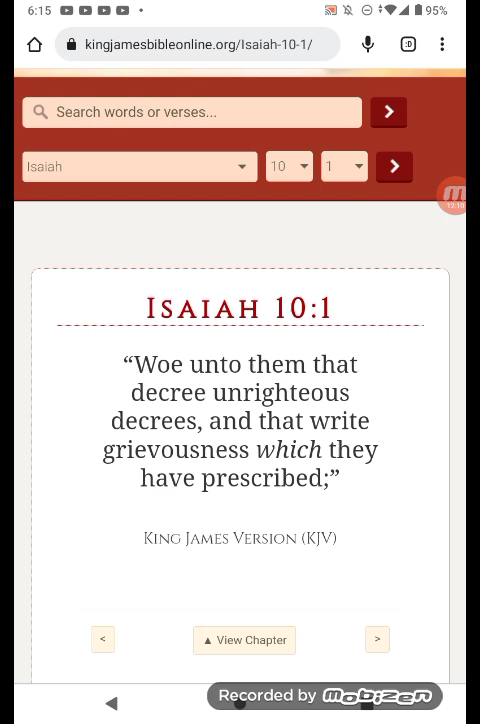 6:15
95%
kingjamesbibleonline.org/Isaiah-10-1/
:D
Search words or verses...
Isaiah
10
1
12:10
ISAIAH 10:1
“Woe unto them that
decree unrighteous
decrees, and that write
grievousness which they
have prescribed;”
KING JAMES VERSION (KJV)
<
▲ View Chapter
>
Recorded by mobizen